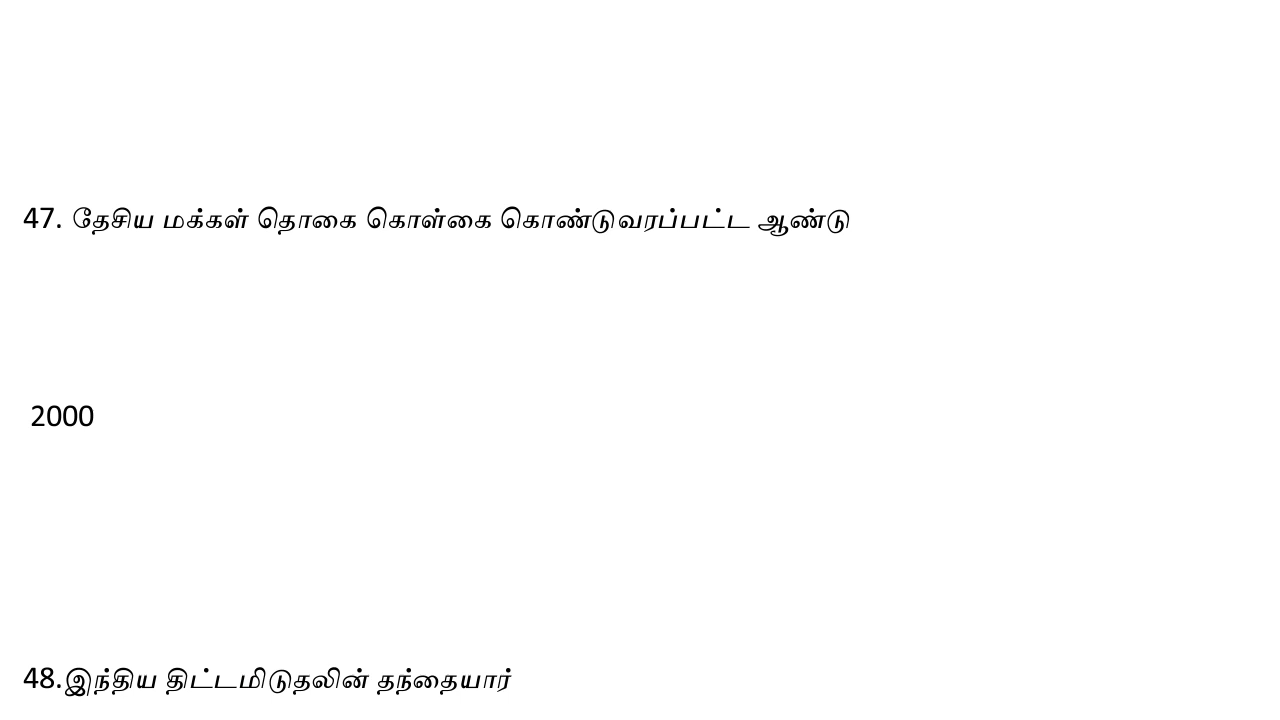 47. தேசிய மக்கள் தொகை கொள்கை கொண்டுவரப்பட்ட ஆண்டு
2000
48.இந்திய திட்டமிடுதலின் தந்தையார்